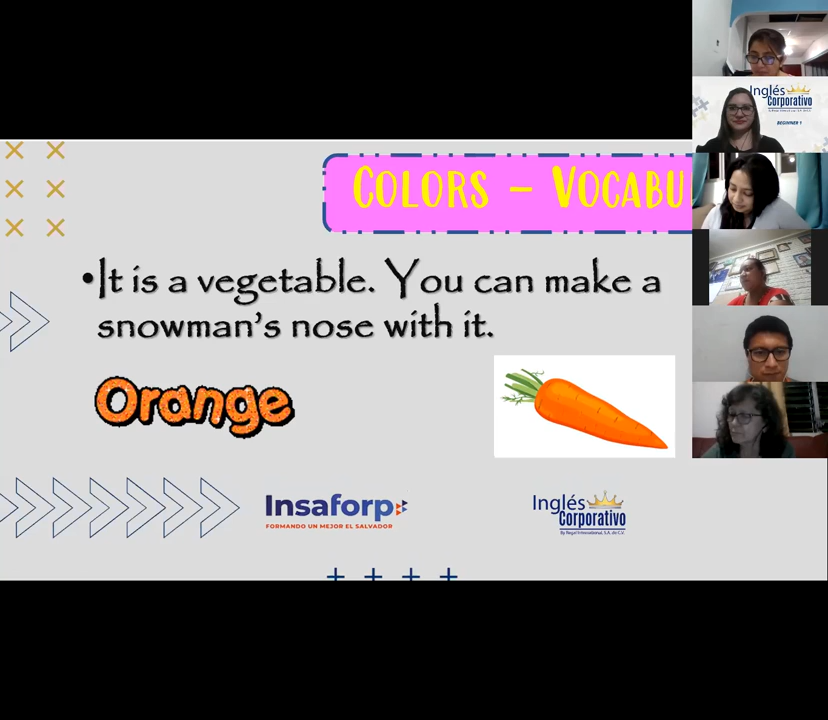 COLORS – VOCABU
•It is a vegetable. You can make a
snowman's nose with it.
Orange
Insaforp
FORMANDO UN MEJOR EL SALVADOR
Inglés
Corporativo
By Regal International, S.A. de C.V.
Inglés
Corporativo
BEGINNER 1